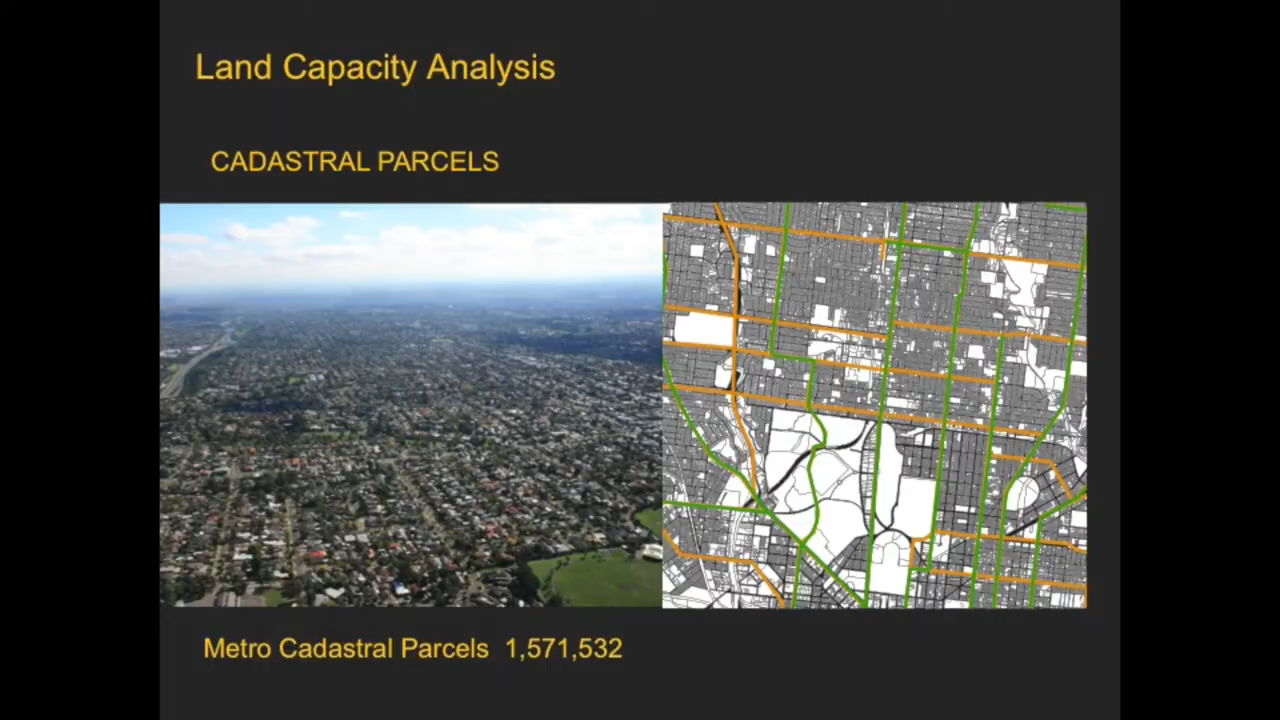 Land Capacity Analysis
CADASTRAL PARCELS
Metro Cadastral Parcels 1,571,532